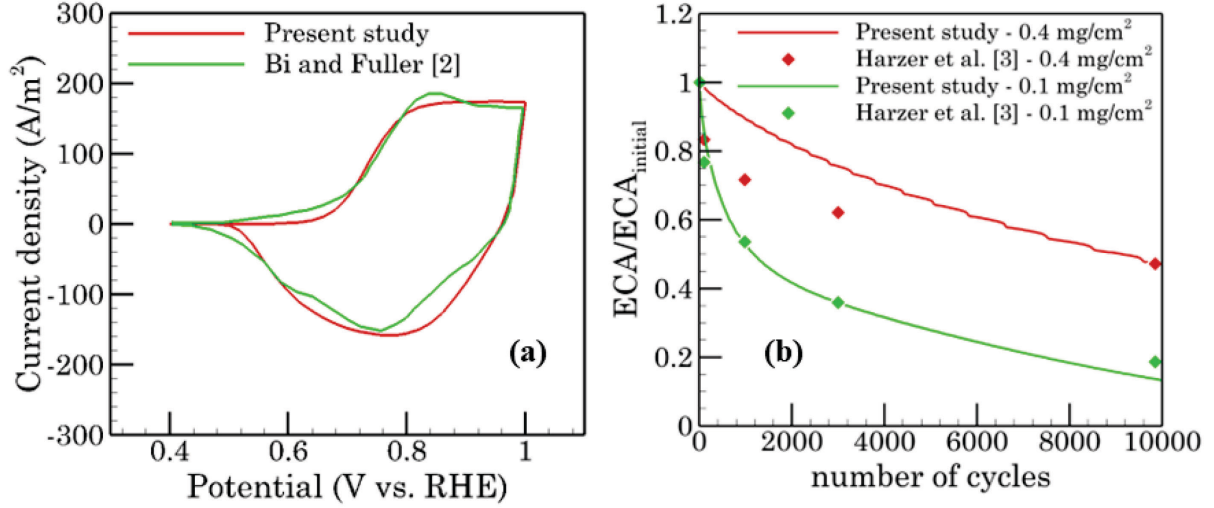 300
200
100
0
-100
-200
-300
Current density (A/m²)
0.4
0.6
0.8
1
Potential (V vs. RHE)
Present study
Bi and Fuller [2]
(a)
1.2
1
0.8
0.6
0.4
0.2
0
ECA/ECAinitial
0
2000
4000
6000
8000
10000
number of cycles
Present study - 0.4 mg/cm²
Harzer et al. [3] - 0.4 mg/cm²
Present study - 0.1 mg/cm²
Harzer et al. [3] - 0.1 mg/cm²
(b)